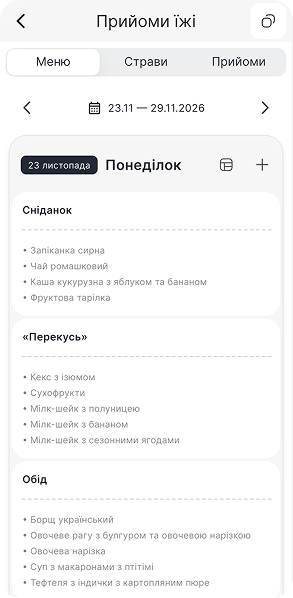 Прийоми їжі
Меню
Страви
Прийоми
23.11 — 29.11.2026
23 листопада
Понеділок
Сніданок
• Запіканка сирна
• Чай ромашковий
• Каша кукурузна з яблуком та бананом
• Фруктова тарілка
«Перекусь»
• Кекс з ізюмом
• Сухофрукти
• Мілк-шейк з полуницею
• Мілк-шейк з бананом
• Мілк-шейк з сезонними ягодами
Обід
• Борщ український
• Овочеве рагу з булгуром та овочевою нарізкою
• Овочева нарізка
• Суп з макаронами з птітімі
• Тефтеля з індички з картопляним пюре